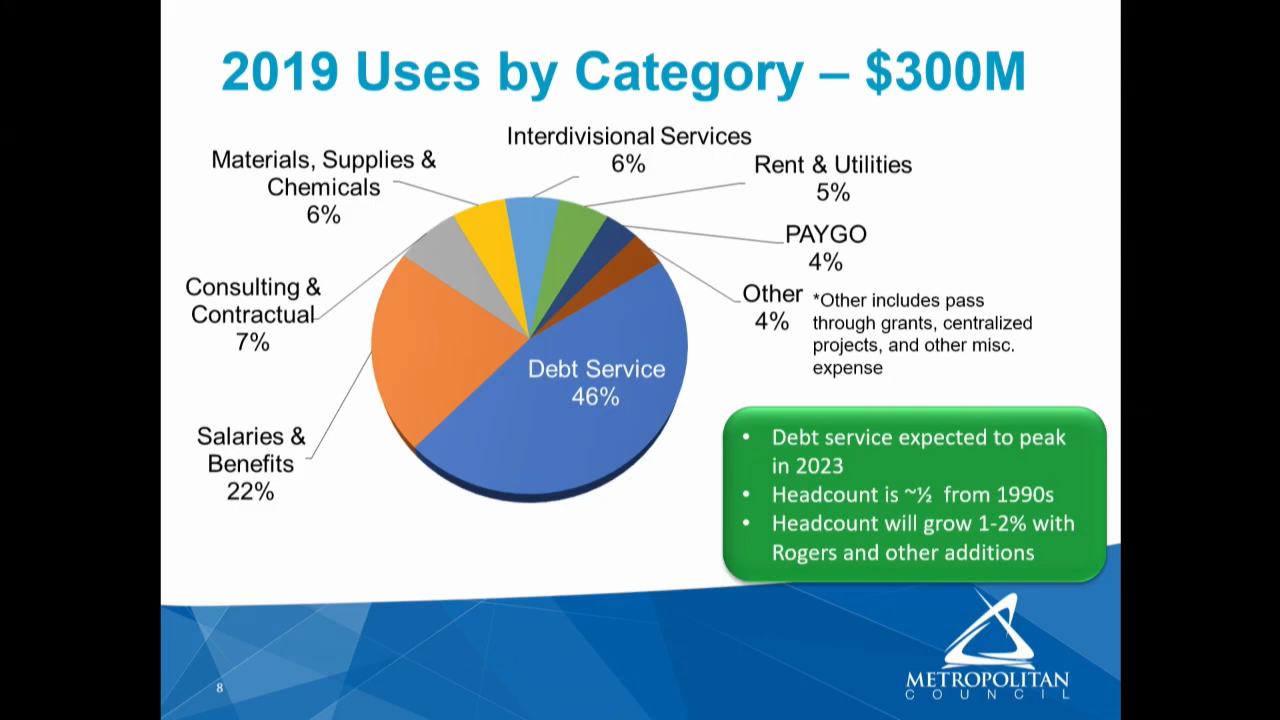 2019 Uses by Category – $300M
Interdivisional Services
6%
Materials, Supplies &
Chemicals
6%
Rent & Utilities
5%
PAYGO
4%
Consulting &
Contractual
7%
Other
4%
*Other includes pass
through grants, centralized
projects, and other misc.
expense
Debt Service
46%
Salaries &
Benefits
22%
• Debt service expected to peak
in 2023
• Headcount is ~½ from 1990s
• Headcount will grow 1-2% with
Rogers and other additions
8
METROPOLITAN
COUNCIL